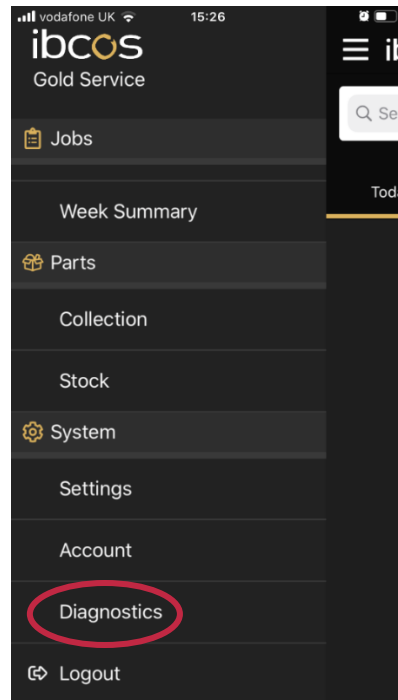 vodafone UK 15:26
ibcos
Gold Service
Jobs
Week Summary
Parts
Collection
Stock
System
Settings
Account
Diagnostics
Logout